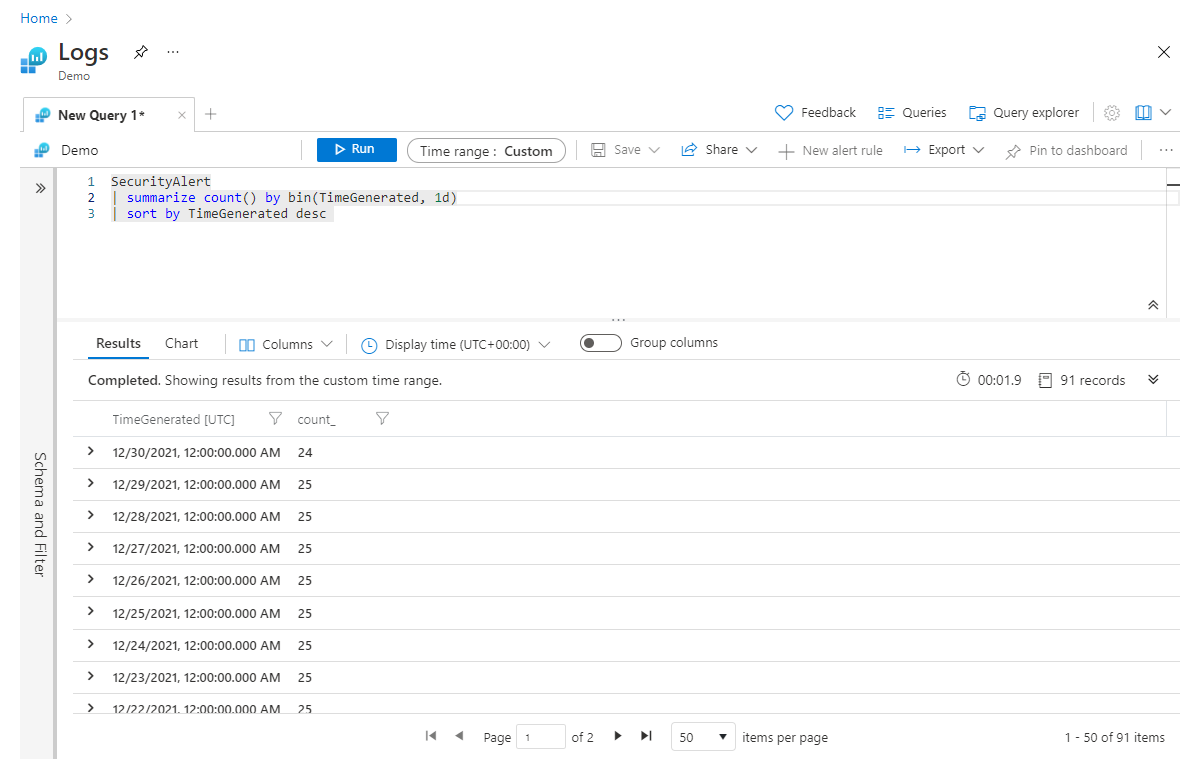 Home
Logs
Demo
New Query 1*
Feedback Queries Query explorer
Demo Run Time range : Custom Save Share New alert rule Export Pin to dashboard
1 SecurityAlert
2 | summarize count() by bin(TimeGenerated, 1d)
3 | sort by TimeGenerated desc
Schema and Filter
Results Chart Columns Display time (UTC+00:00) Group columns
Completed. Showing results from the custom time range. 00:01.9 91 records
TimeGenerated [UTC] count_
12/30/2021, 12:00:00.000 AM 24
12/29/2021, 12:00:00.000 AM 25
12/28/2021, 12:00:00.000 AM 25
12/27/2021, 12:00:00.000 AM 25
12/26/2021, 12:00:00.000 AM 25
12/25/2021, 12:00:00.000 AM 25
12/24/2021, 12:00:00.000 AM 25
12/23/2021, 12:00:00.000 AM 25
12/22/2021, 12:00:00.000 AM 25
Page 1 of 2 50 items per page 1 - 50 of 91 items